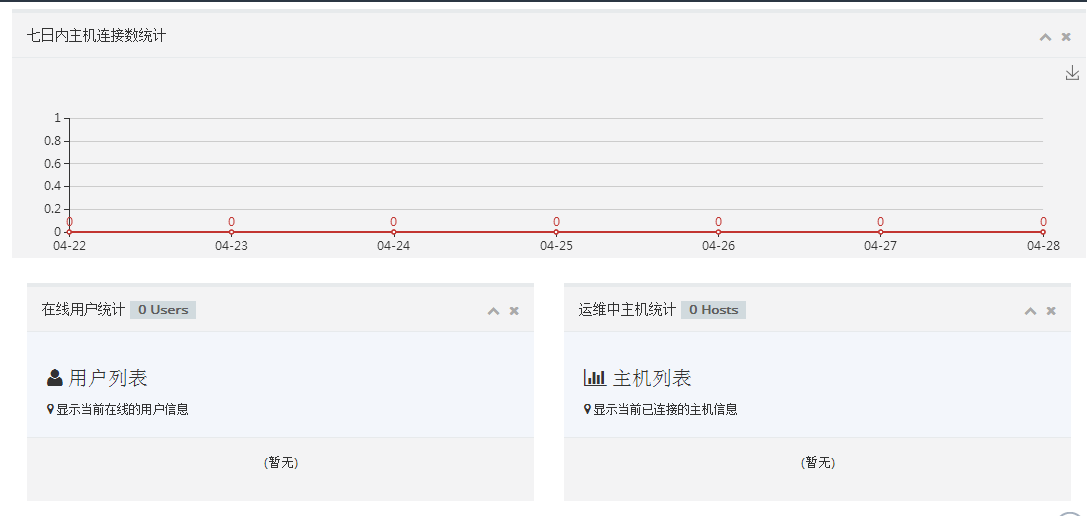 七日内主机连接数统计
1
0.8
0.6
0.4
0.2
0
0 0 0 0 0 0 0
04-22 04-23 04-24 04-25 04-26 04-27 04-28
在线用户统计 0 Users
用户列表
显示当前在线的用户信息
(暂无)
运维中主机统计 0 Hosts
主机列表
显示当前已连接的主机信息
(暂无)